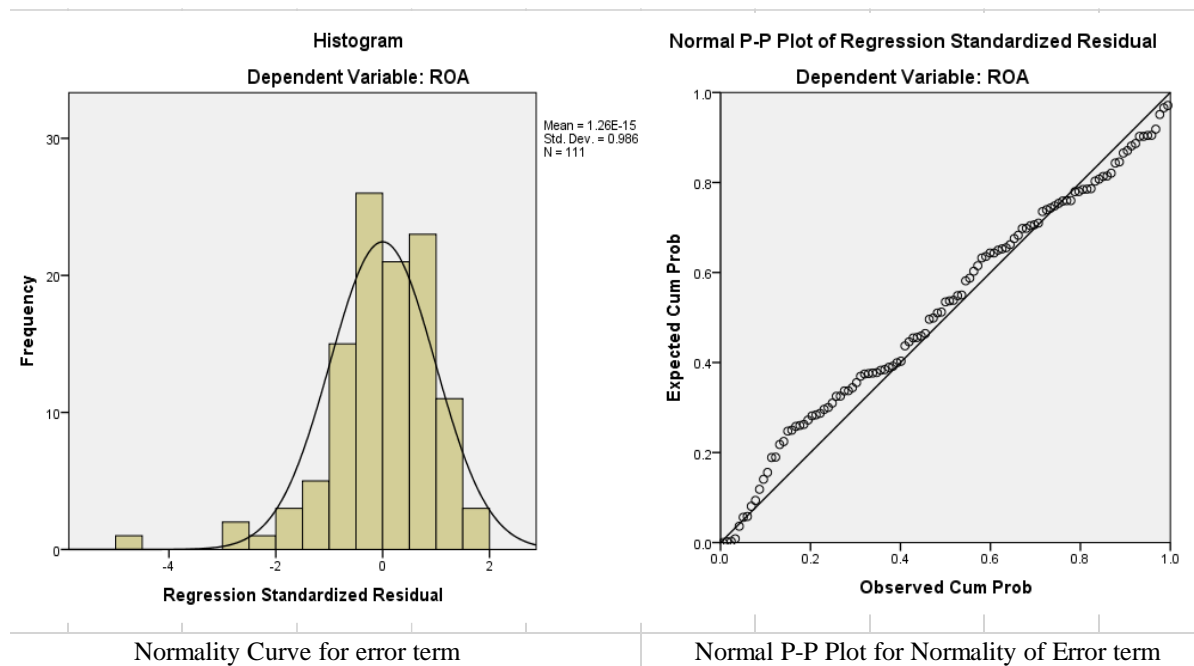 Histogram
Dependent Variable: ROA
Mean = 1.26E-15
Std. Dev. = 0.986
N = 111
30
20
10
0
Frequency
-4
-2
0
2
Regression Standardized Residual
Normality Curve for error term
Normal P-P Plot of Regression Standardized Residual
Dependent Variable: ROA
1.0
0.8
0.6
0.4
0.2
0.0
Expected Cum Prob
0.0
0.2
0.4
0.6
0.8
1.0
Observed Cum Prob
Normal P-P Plot for Normality of Error term